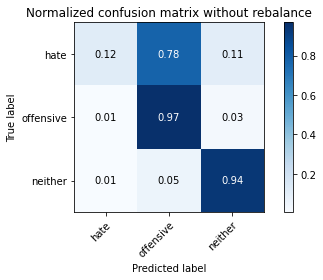 Normalized confusion matrix without rebalance
hate 0.12 0.78 0.11
offensive 0.01 0.97 0.03
neither 0.01 0.05 0.94
hate offensive neither
True label
Predicted label
0.8
0.6
0.4
0.2